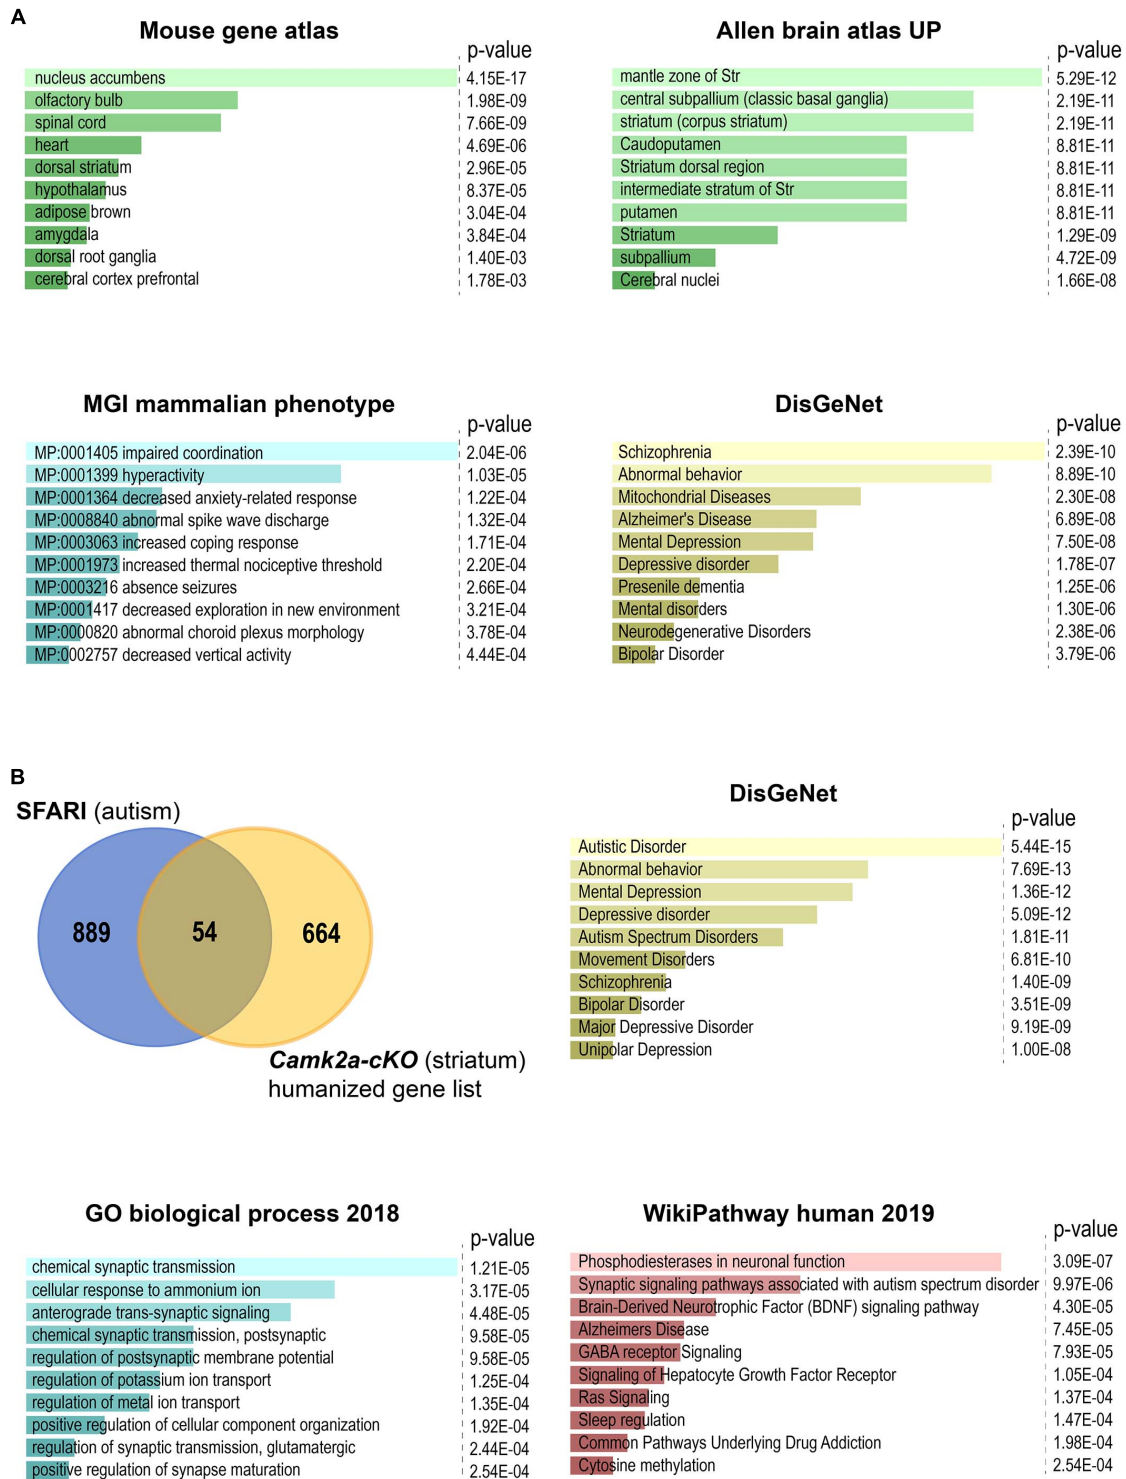 A
Mouse gene atlas
p-value
nucleus accumbens 4.15E-17
olfactory bulb 1.98E-09
spinal cord 7.66E-09
heart 4.69E-06
dorsal striatum 2.96E-05
hypothalamus 8.37E-05
adipose brown 3.04E-04
amygdala 3.84E-04
dorsal root ganglia 1.40E-03
cerebral cortex prefrontal 1.78E-03
Allen brain atlas UP
p-value
mantle zone of Str 5.29E-12
central subpallium (classic basal ganglia) 2.19E-11
striatum (corpus striatum) 2.19E-11
Caudoputamen 8.81E-11
Striatum dorsal region 8.81E-11
intermediate stratum of Str 8.81E-11
putamen 8.81E-11
Striatum 1.29E-09
subpallium 4.72E-09
Cerebral nuclei 1.66E-08
MGI mammalian phenotype
p-value
MP:0001405 impaired coordination 2.04E-06
MP:0001399 hyperactivity 1.03E-05
MP:0001364 decreased anxiety-related response 1.22E-04
MP:0008840 abnormal spike wave discharge 1.32E-04
MP:0003063 increased coping response 1.71E-04
MP:0001973 increased thermal nociceptive threshold 2.20E-04
MP:0003216 absence seizures 2.66E-04
MP:0001417 decreased exploration in new environment 3.21E-04
MP:0000820 abnormal choroid plexus morphology 3.78E-04
MP:0002757 decreased vertical activity 4.44E-04
DisGeNet
p-value
Schizophrenia 2.39E-10
Abnormal behavior 8.89E-10
Mitochondrial Diseases 2.30E-08
Alzheimer's Disease 6.89E-08
Mental Depression 7.50E-08
Depressive disorder 1.78E-07
Presenile dementia 1.25E-06
Mental disorders 1.30E-06
Neurodegenerative Disorders 2.38E-06
Bipolar Disorder 3.79E-06
B
SFARI (autism)
889 54 664
Camk2a-cKO (striatum)
humanized gene list
DisGeNet
p-value
Autistic Disorder 5.44E-15
Abnormal behavior 7.69E-13
Mental Depression 1.36E-12
Depressive disorder 5.09E-12
Autism Spectrum Disorders 1.81E-11
Movement Disorders 6.81E-10
Schizophrenia 1.40E-09
Bipolar Disorder 3.51E-09
Major Depressive Disorder 9.19E-09
Unipolar Depression 1.00E-08
GO biological process 2018
p-value
chemical synaptic transmission 1.21E-05
cellular response to ammonium ion 3.17E-05
anterograde trans-synaptic signaling 4.48E-05
chemical synaptic transmission, postsynaptic 9.58E-05
regulation of postsynaptic membrane potential 9.58E-05
regulation of potassium ion transport 1.25E-04
regulation of metal ion transport 1.35E-04
positive regulation of cellular component organization 1.92E-04
regulation of synaptic transmission, glutamatergic 2.44E-04
positive regulation of synapse maturation 2.54E-04
WikiPathway human 2019
p-value
Phosphodiesterases in neuronal function 3.09E-07
Synaptic signaling pathways associated with autism spectrum disorder 9.97E-06
Brain-Derived Neurotrophic Factor (BDNF) signaling pathway 4.30E-05
Alzheimers Disease 7.45E-05
GABA receptor Signaling 7.93E-05
Signaling of Hepatocyte Growth Factor Receptor 1.05E-04
Ras Signaling 1.37E-04
Sleep regulation 1.47E-04
Common Pathways Underlying Drug Addiction 1.98E-04
Cytosine methylation 2.54E-04